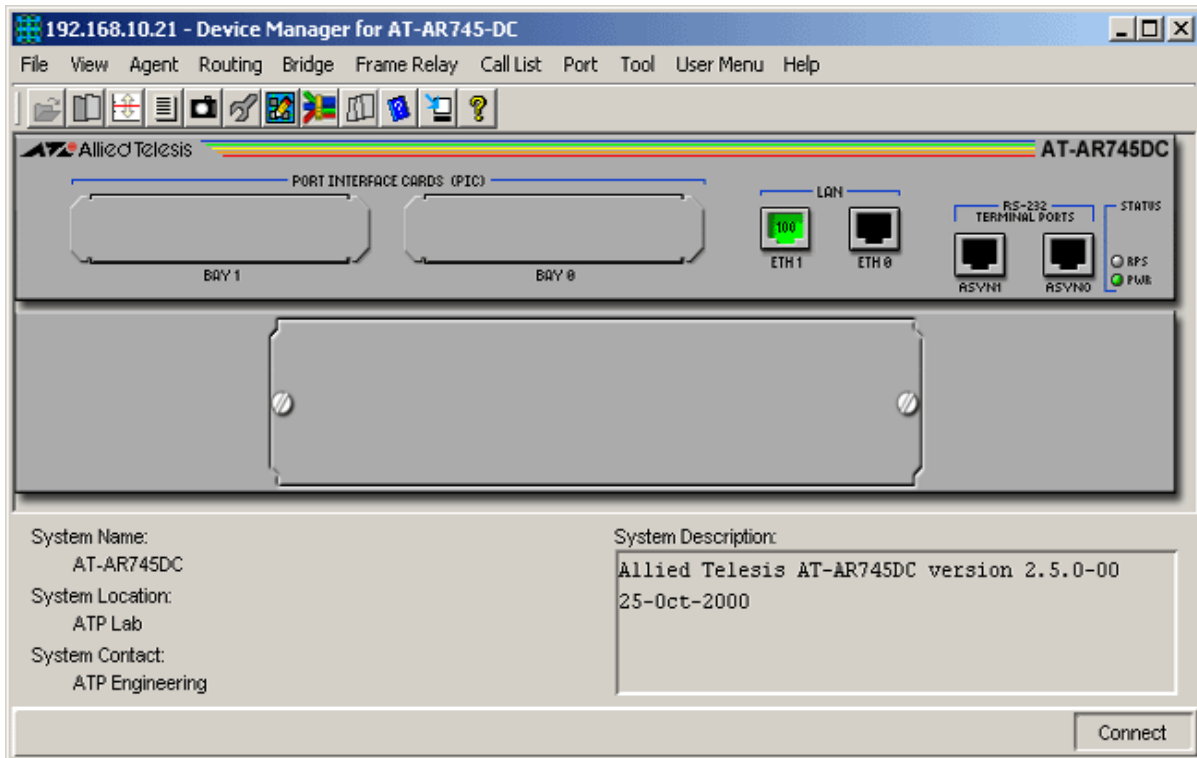 192.168.10.21 - Device Manager for AT-AR745-DC
File View Agent Routing Bridge Frame Relay Call List Port Tool User Menu Help
Allied Telesis
AT-AR745DC
PORT INTERFACE CARDS (PIC)
LAN
RS-232
TERMINAL PORTS
STATUS
100
BAY 1
BAY 0
ETH 1
ETH 0
ASYN1
ASYN0
RPS
PWR
System Name:
AT-AR745DC
System Location:
ATP Lab
System Contact:
ATP Engineering
System Description:
Allied Telesis AT-AR745DC version 2.5.0-00
25-Oct-2000
Connect